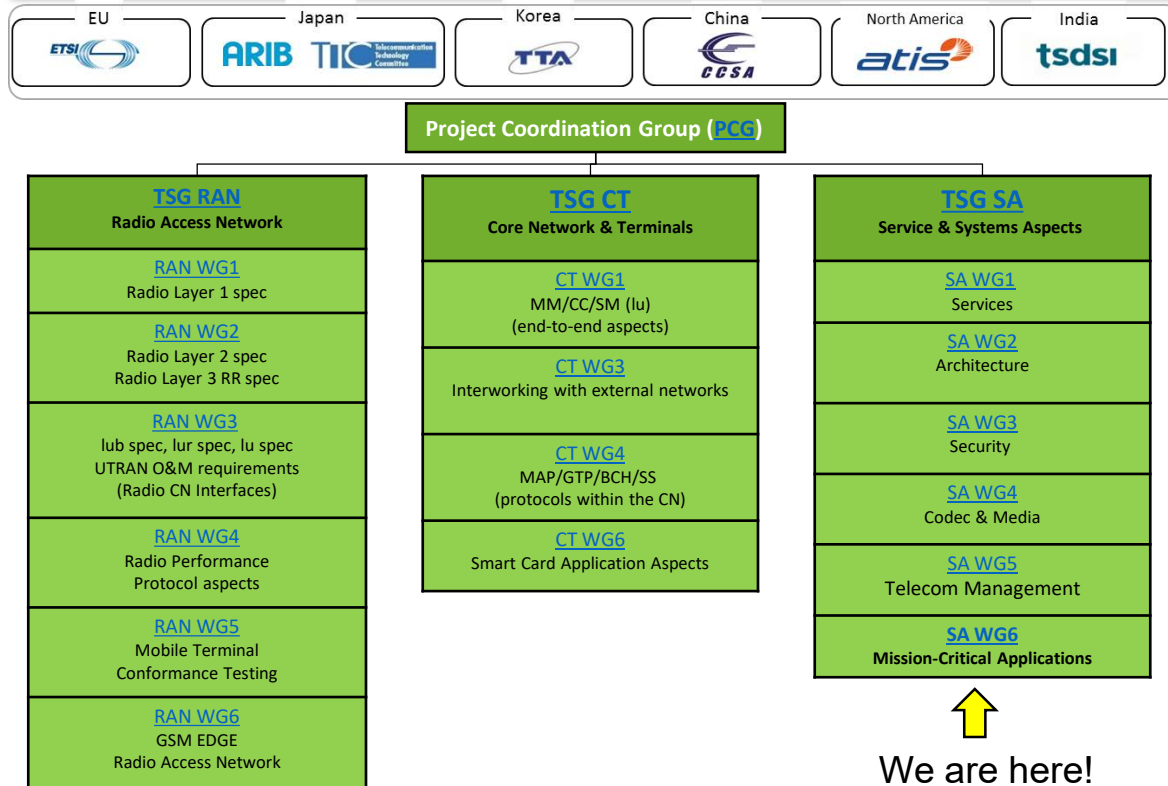 EU
Japan
Korea
China
North America
India
ETSI
ARIB
TTC Telecommunication
Technology
Committee
TTA
CCSA
atis
tsdsi
Project Coordination Group (PCG)
TSG RAN
Radio Access Network
RAN WG1
Radio Layer 1 spec
RAN WG2
Radio Layer 2 spec
Radio Layer 3 RR spec
RAN WG3
lub spec, lur spec, lu spec
UTRAN O&M requirements
(Radio CN Interfaces)
RAN WG4
Radio Performance
Protocol aspects
RAN WG5
Mobile Terminal
Conformance Testing
RAN WG6
GSM EDGE
Radio Access Network
TSG CT
Core Network & Terminals
CT WG1
MM/CC/SM (lu)
(end-to-end aspects)
CT WG3
Interworking with external networks
CT WG4
MAP/GTP/BCH/SS
(protocols within the CN)
CT WG6
Smart Card Application Aspects
TSG SA
Service & Systems Aspects
SA WG1
Services
SA WG2
Architecture
SA WG3
Security
SA WG4
Codec & Media
SA WG5
Telecom Management
SA WG6
Mission-Critical Applications
We are here!